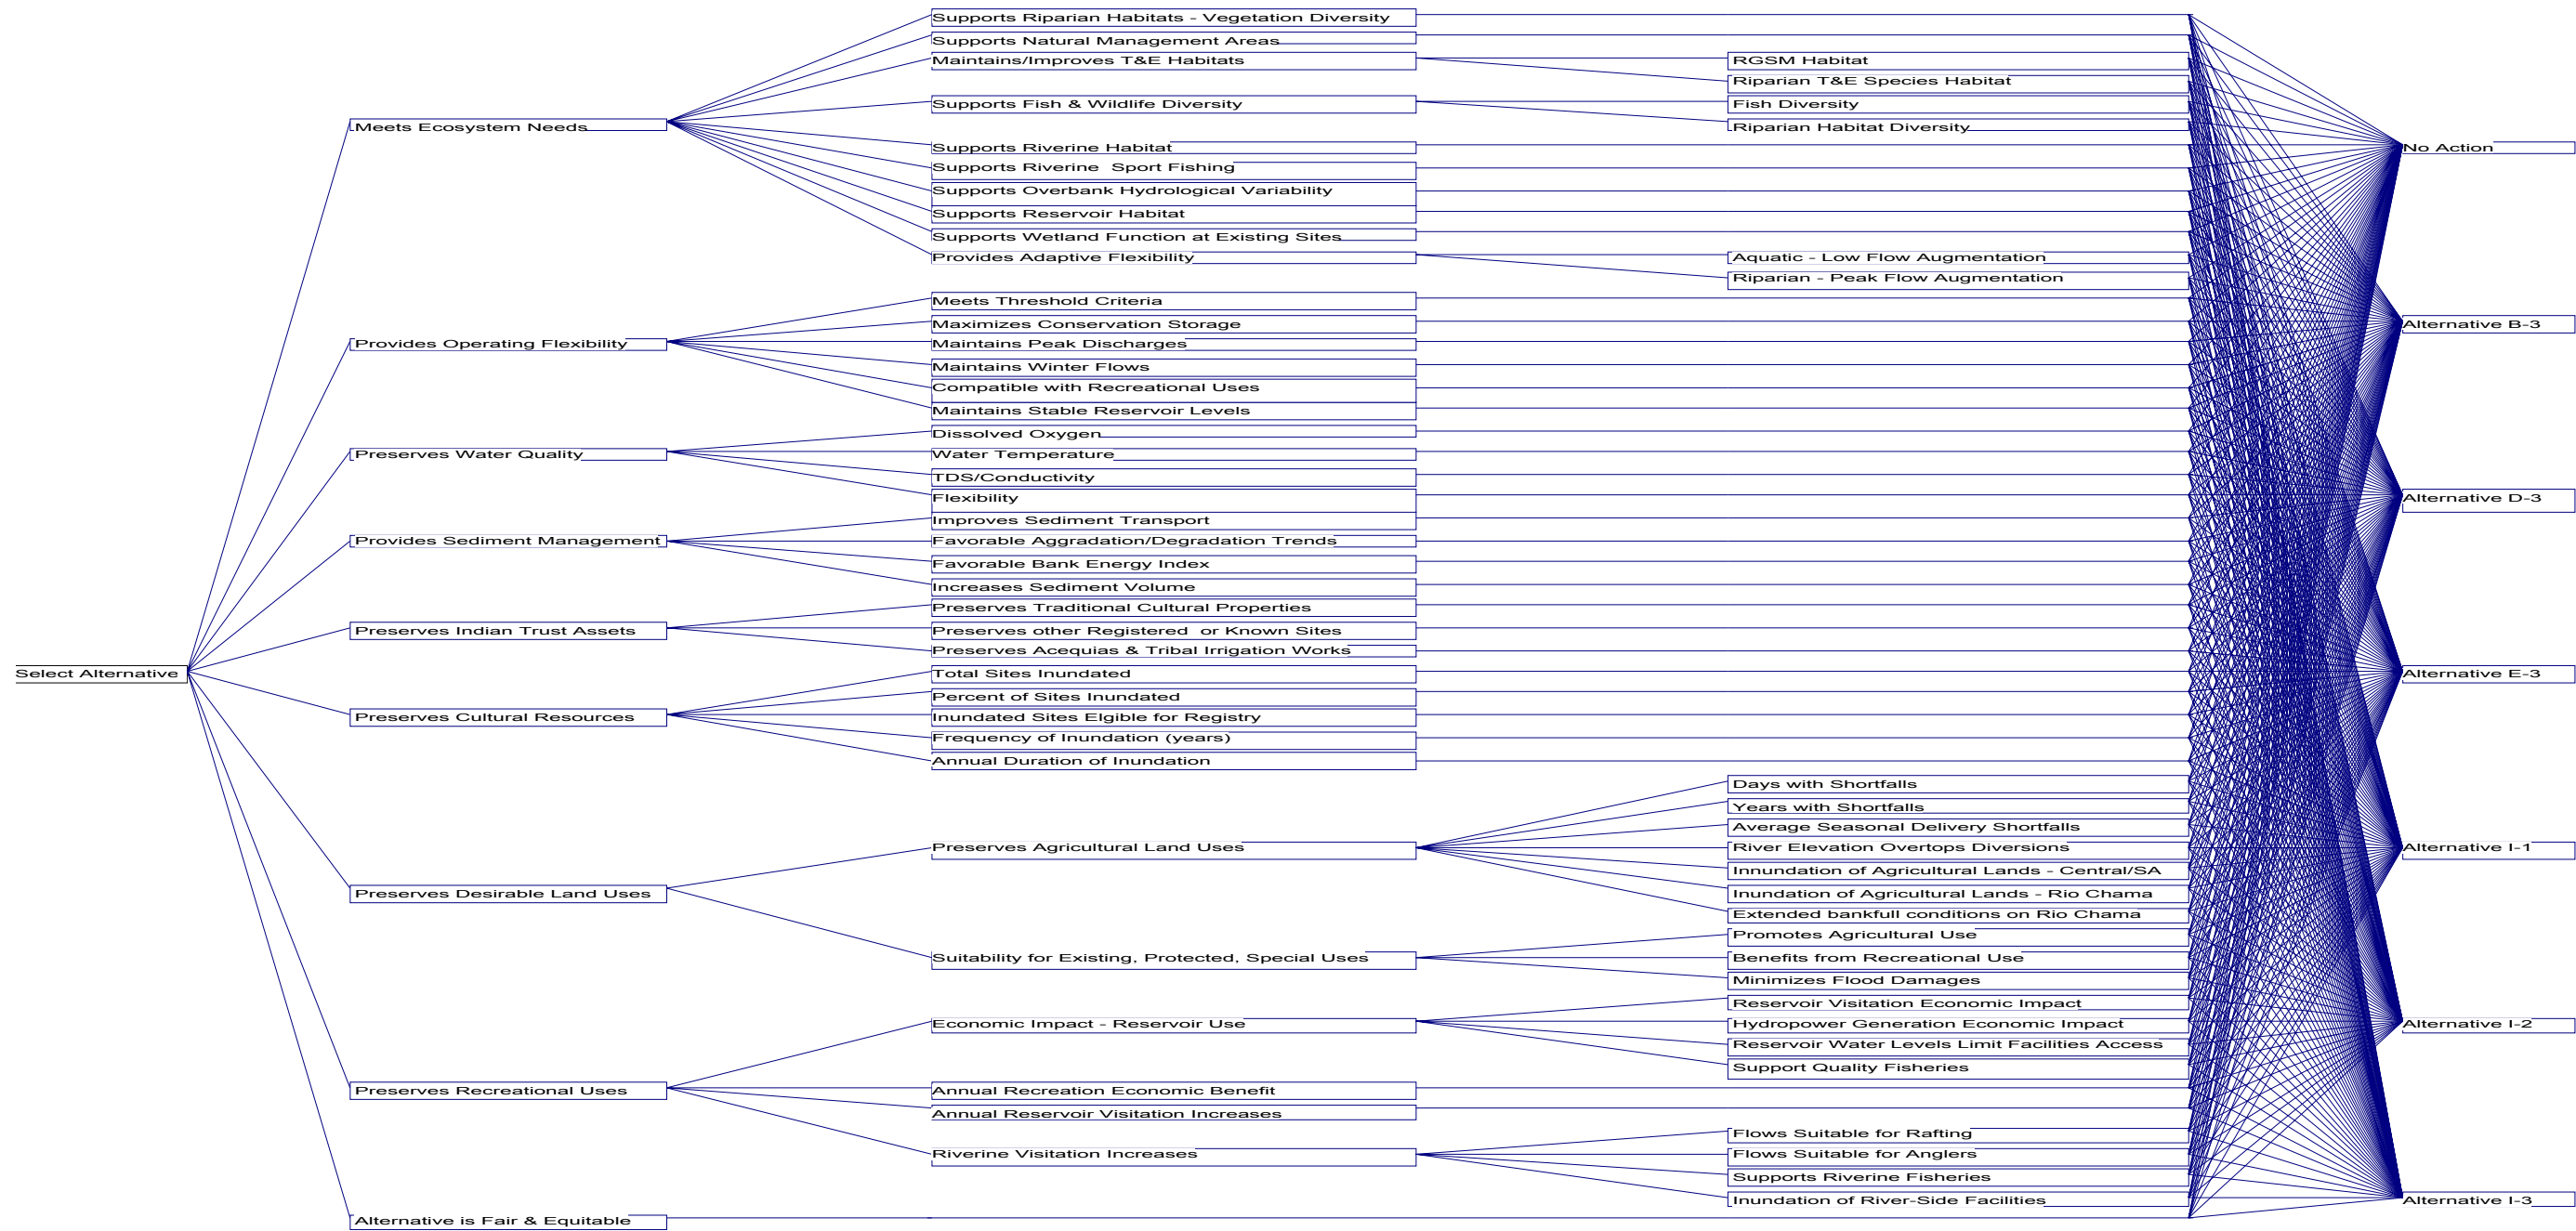 Select Alternative
Meets Ecosystem Needs
Provides Operating Flexibility
Preserves Water Quality
Provides Sediment Management
Preserves Indian Trust Assets
Preserves Cultural Resources
Preserves Desirable Land Uses
Preserves Recreational Uses
Alternative is Fair & Equitable
Supports Riparian Habitats - Vegetation Diversity
Supports Natural Management Areas
Maintains/Improves T&E Habitats
Supports Fish & Wildlife Diversity
Supports Riverine Habitat
Supports Riverine  Sport Fishing
Supports Overbank Hydrological Variability
Supports Reservoir Habitat
Supports Wetland Function at Existing Sites
Provides Adaptive Flexibility
Meets Threshold Criteria
Maximizes Conservation Storage
Maintains Peak Discharges
Maintains Winter Flows
Compatible with Recreational Uses
Maintains Stable Reservoir Levels
Dissolved Oxygen
Water Temperature
TDS/Conductivity
Flexibility
Improves Sediment Transport
Favorable Aggradation/Degradation Trends
Favorable Bank Energy Index
Increases Sediment Volume
Preserves Traditional Cultural Properties
Preserves other Registered  or Known Sites
Preserves Acequias & Tribal Irrigation Works
Total Sites Inundated
Percent of Sites Inundated
Inundated Sites Elgible for Registry
Frequency of Inundation (years)
Annual Duration of Inundation
Preserves Agricultural Land Uses
Suitability for Existing, Protected, Special Uses
Economic Impact - Reservoir Use
Annual Recreation Economic Benefit
Annual Reservoir Visitation Increases
Riverine Visitation Increases
RGSM Habitat
Riparian T&E Species Habitat
Fish Diversity
Riparian Habitat Diversity
Aquatic - Low Flow Augmentation
Riparian - Peak Flow Augmentation
Days with Shortfalls
Years with Shortfalls
Average Seasonal Delivery Shortfalls
River Elevation Overtops Diversions
Innundation of Agricultural Lands - Central/SA
Inundation of Agricultural Lands - Rio Chama
Extended bankfull conditions on Rio Chama
Promotes Agricultural Use
Benefits from Recreational Use
Minimizes Flood Damages
Reservoir Visitation Economic Impact
Hydropower Generation Economic Impact
Reservoir Water Levels Limit Facilities Access
Support Quality Fisheries
Flows Suitable for Rafting
Flows Suitable for Anglers
Supports Riverine Fisheries
Inundation of River-Side Facilities
No Action
Alternative B-3
Alternative D-3
Alternative E-3
Alternative I-1
Alternative I-2
Alternative I-3